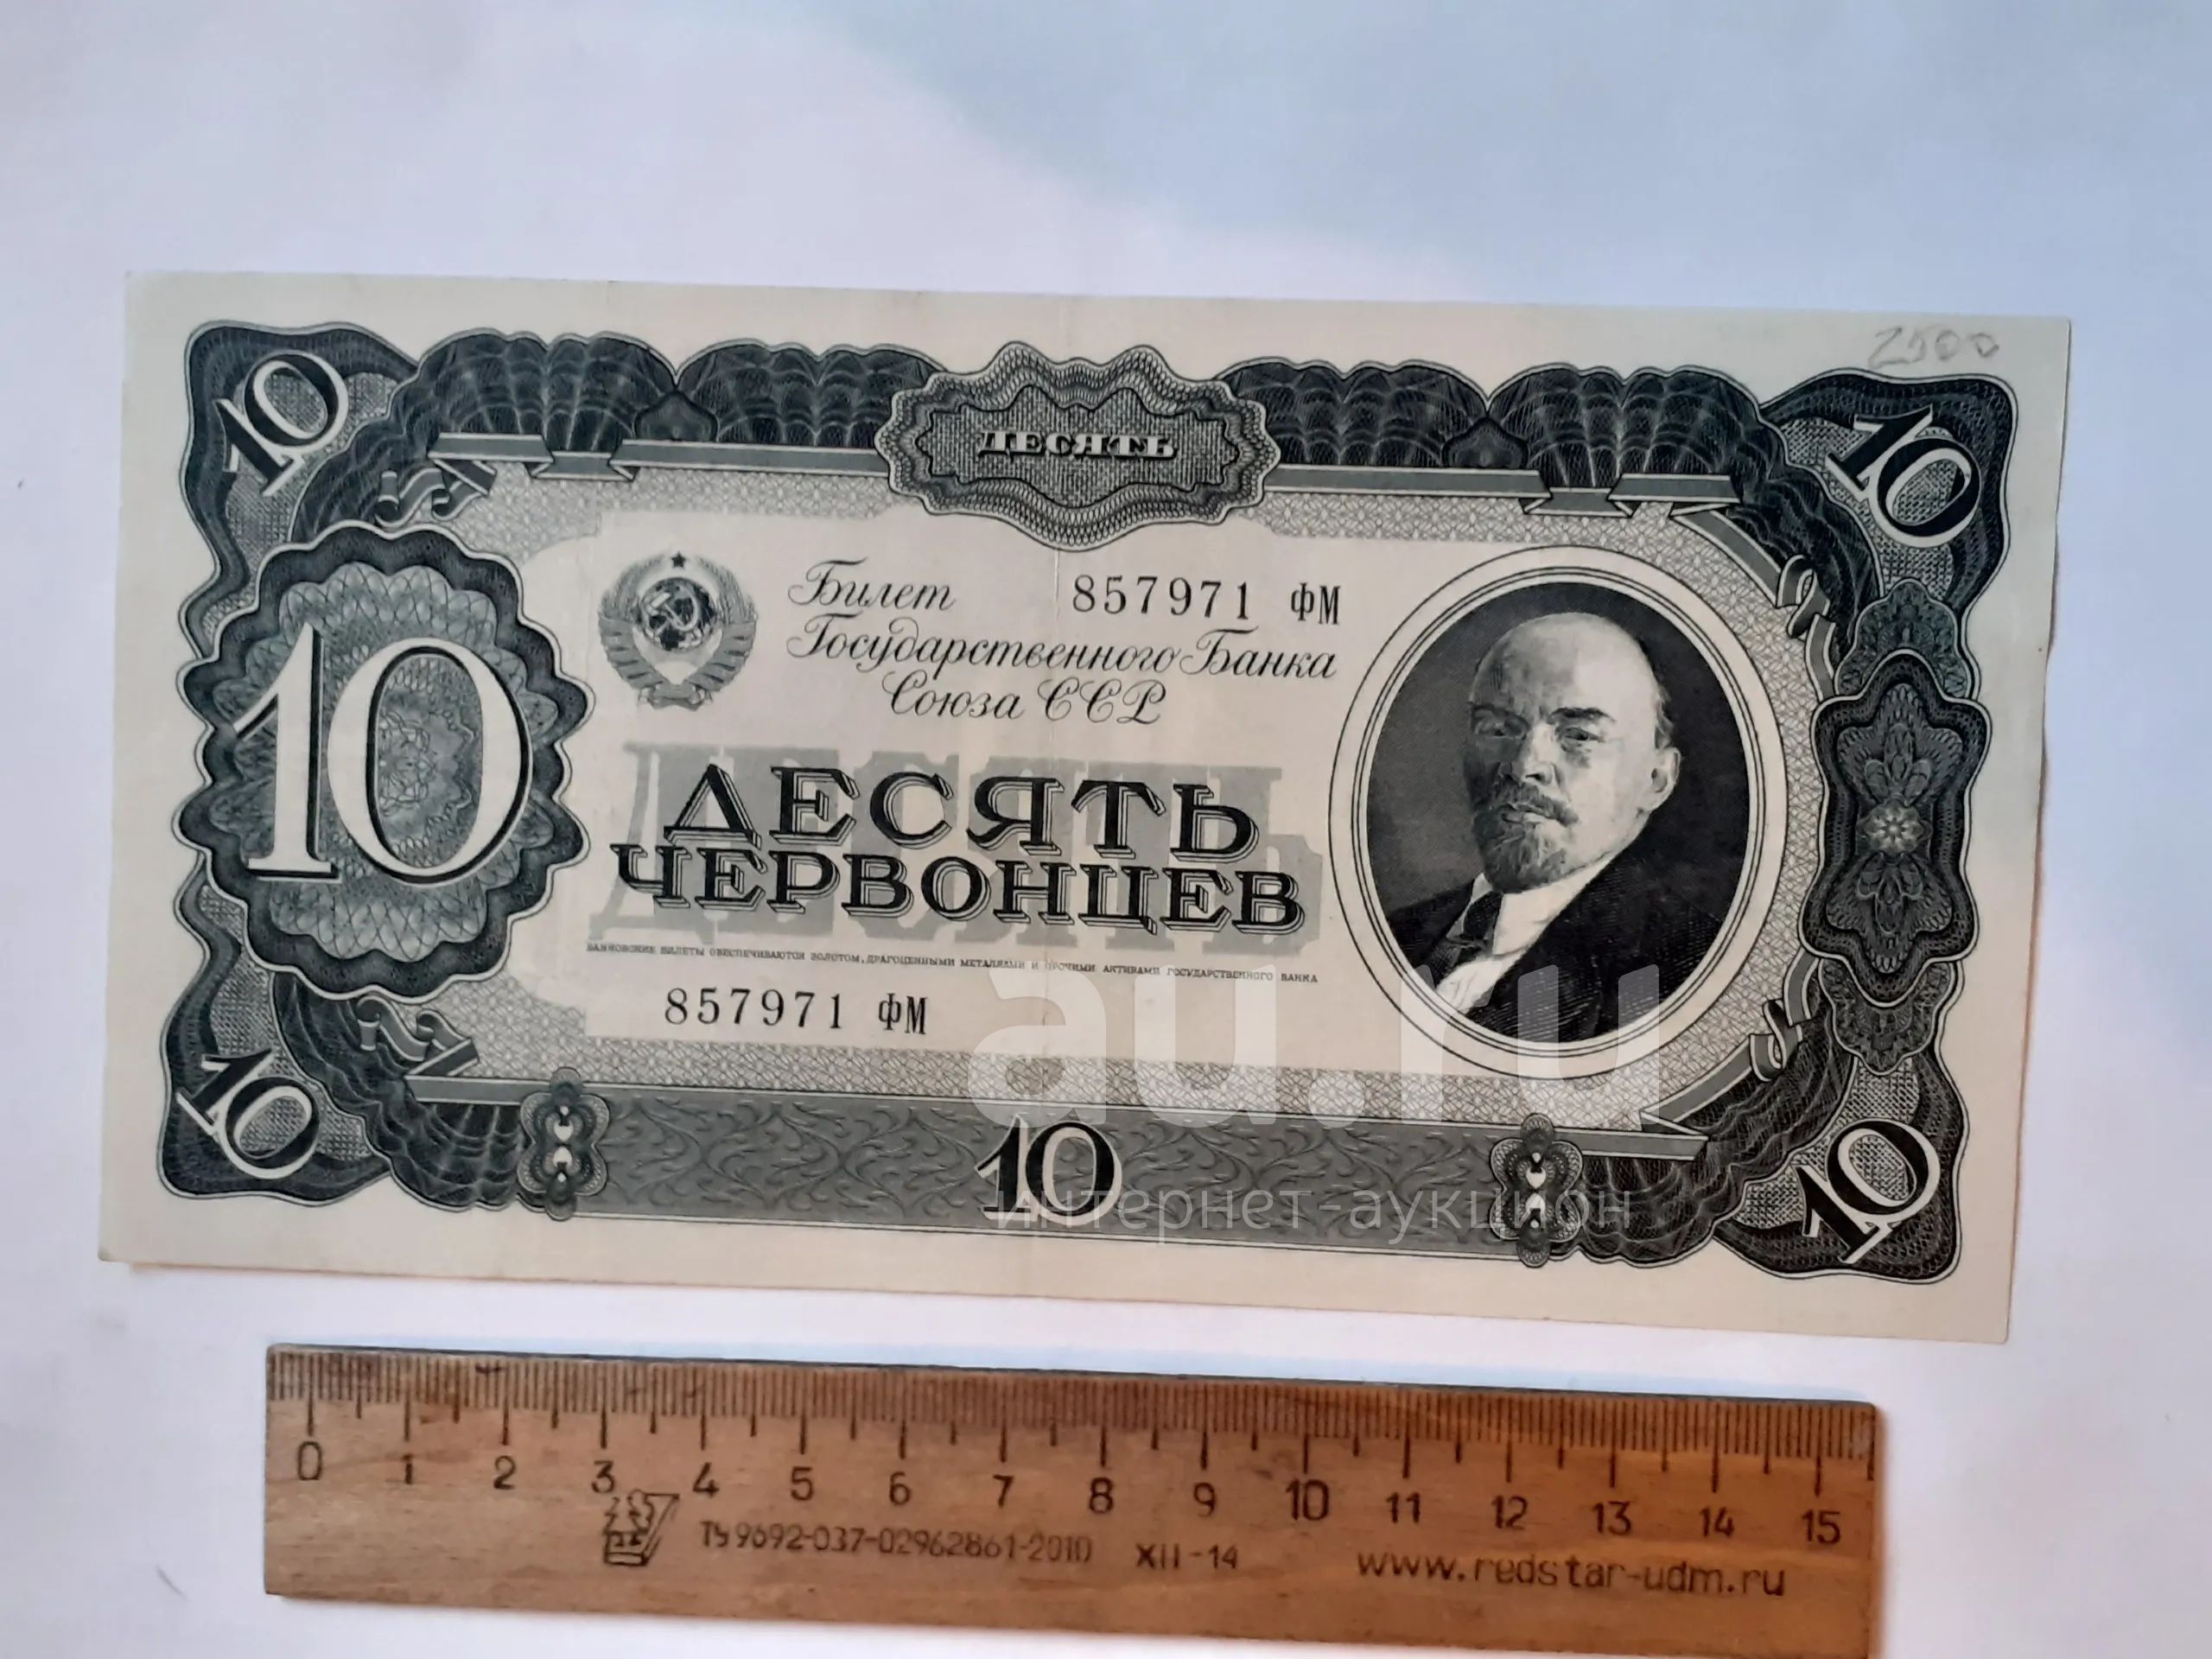 2500
10
ДЕСЯТЬ
10
Билет 857971 ФМ
Государственного Банка
Союза ССР
10
ДЕСЯТЬ
ДЕСЯТЬ
ЧЕРВОНЦЕВ
БАНКОВСКИЕ БИЛЕТЫ ОБЕСПЕЧИВАЮТСЯ ЗОЛОТОМ, ДРАГОЦЕННЫМИ МЕТАЛЛАМИ И ПРОЧИМИ АКТИВАМИ ГОСУДАРСТВЕННОГО БАНКА
857971 ФМ
au.ru
интернет-аукцион
10
10
10
0 1 2 3 4 5 6 7 8 9 10 11 12 13 14 15
ТУ 9692-037-02962861-2010 XII-14
www.redstar-udm.ru